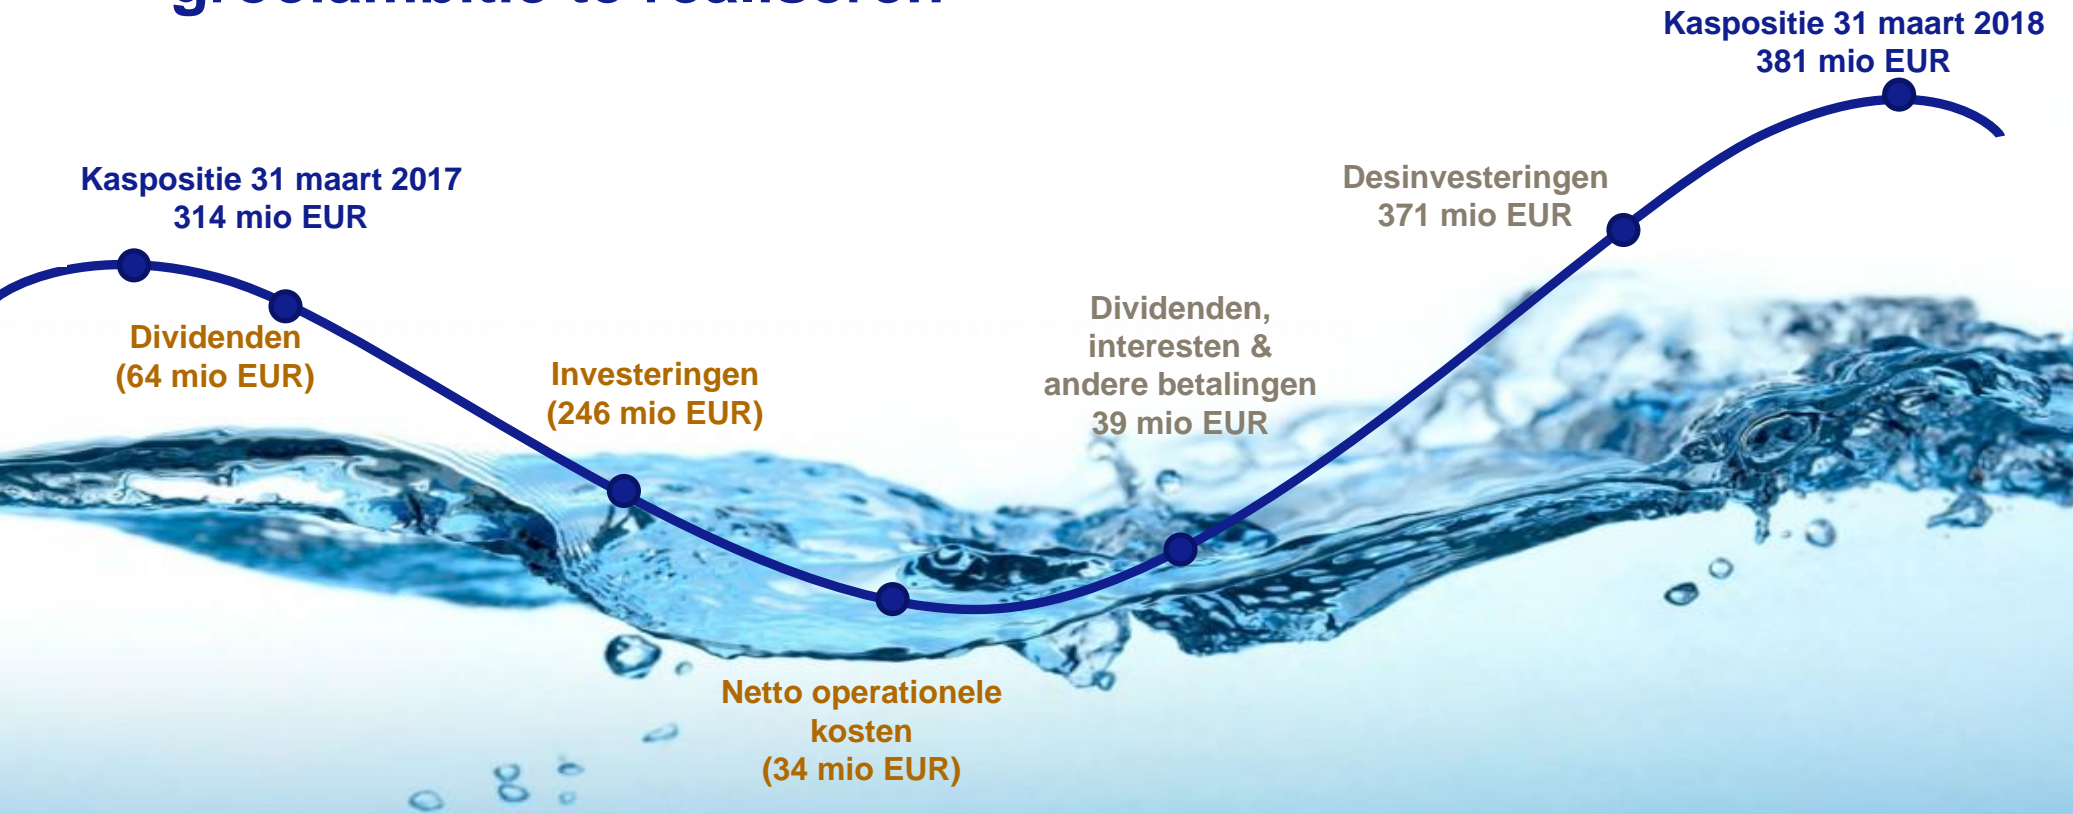 Kaspositie 31 maart 2018
381 mio EUR
Kaspositie 31 maart 2017
314 mio EUR
Desinvesteringen
371 mio EUR
Dividenden
(64 mio EUR)
Investeringen
(246 mio EUR)
Dividenden,
interesten &
andere betalingen
39 mio EUR
Netto operationele
kosten
(34 mio EUR)